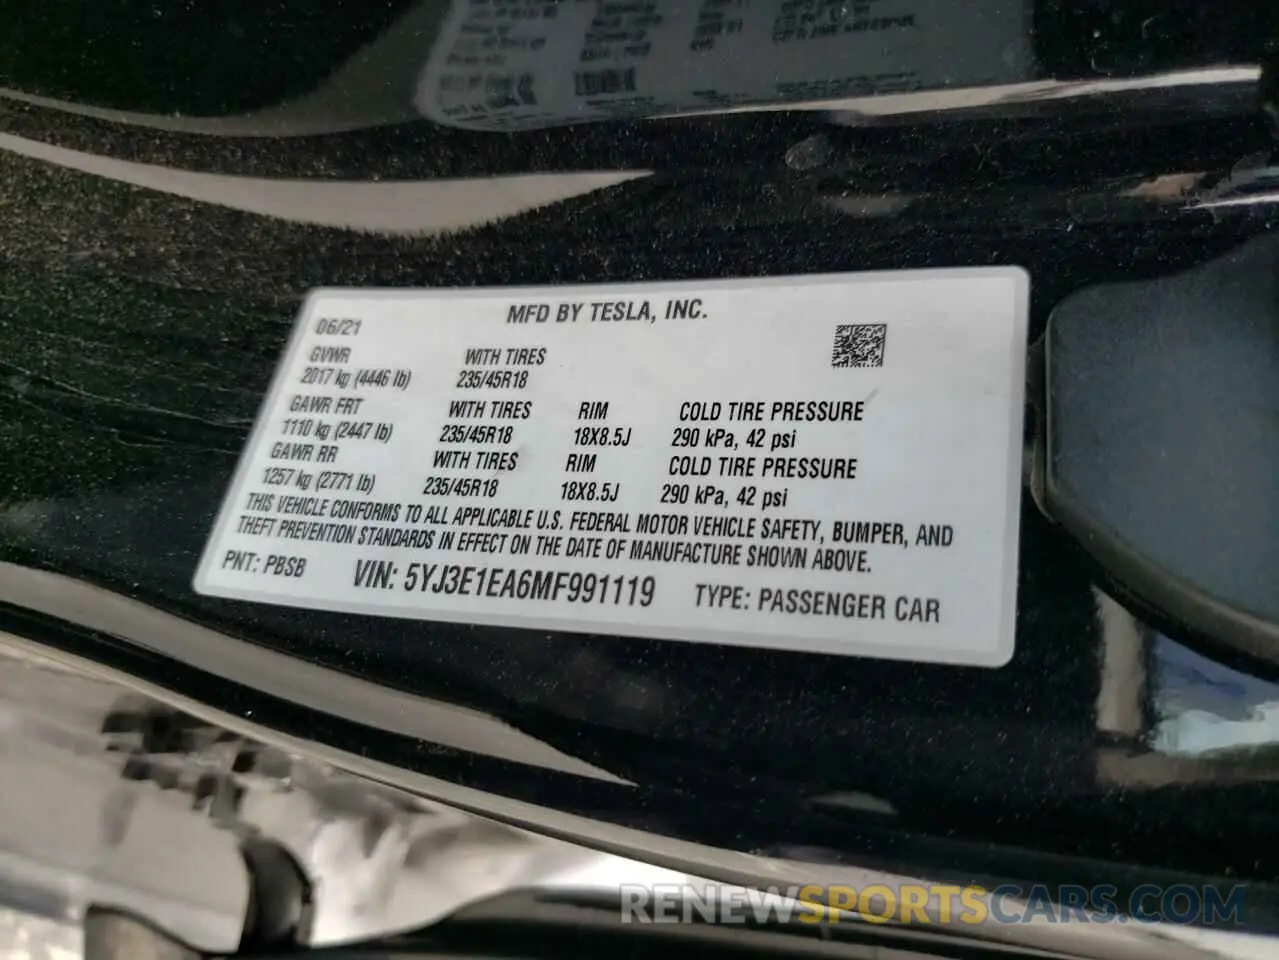 MFD BY TESLA, INC.
06/21
GVWR WITH TIRES
2017 kg (4446 lb) 235/45R18
GAWR FRT WITH TIRES RIM COLD TIRE PRESSURE
1110 kg (2447 lb) 235/45R18 18X8.5J 290 kPa, 42 psi
GAWR RR WITH TIRES RIM COLD TIRE PRESSURE
1257 kg (2771 lb) 235/45R18 18X8.5J 290 kPa, 42 psi
THIS VEHICLE CONFORMS TO ALL APPLICABLE U.S. FEDERAL MOTOR VEHICLE SAFETY, BUMPER, AND
THEFT PREVENTION STANDARDS IN EFFECT ON THE DATE OF MANUFACTURE SHOWN ABOVE.
PNT: PBSB VIN: 5YJ3E1EA6MF991119 TYPE: PASSENGER CAR
RENEWSPORTSCARS.COM